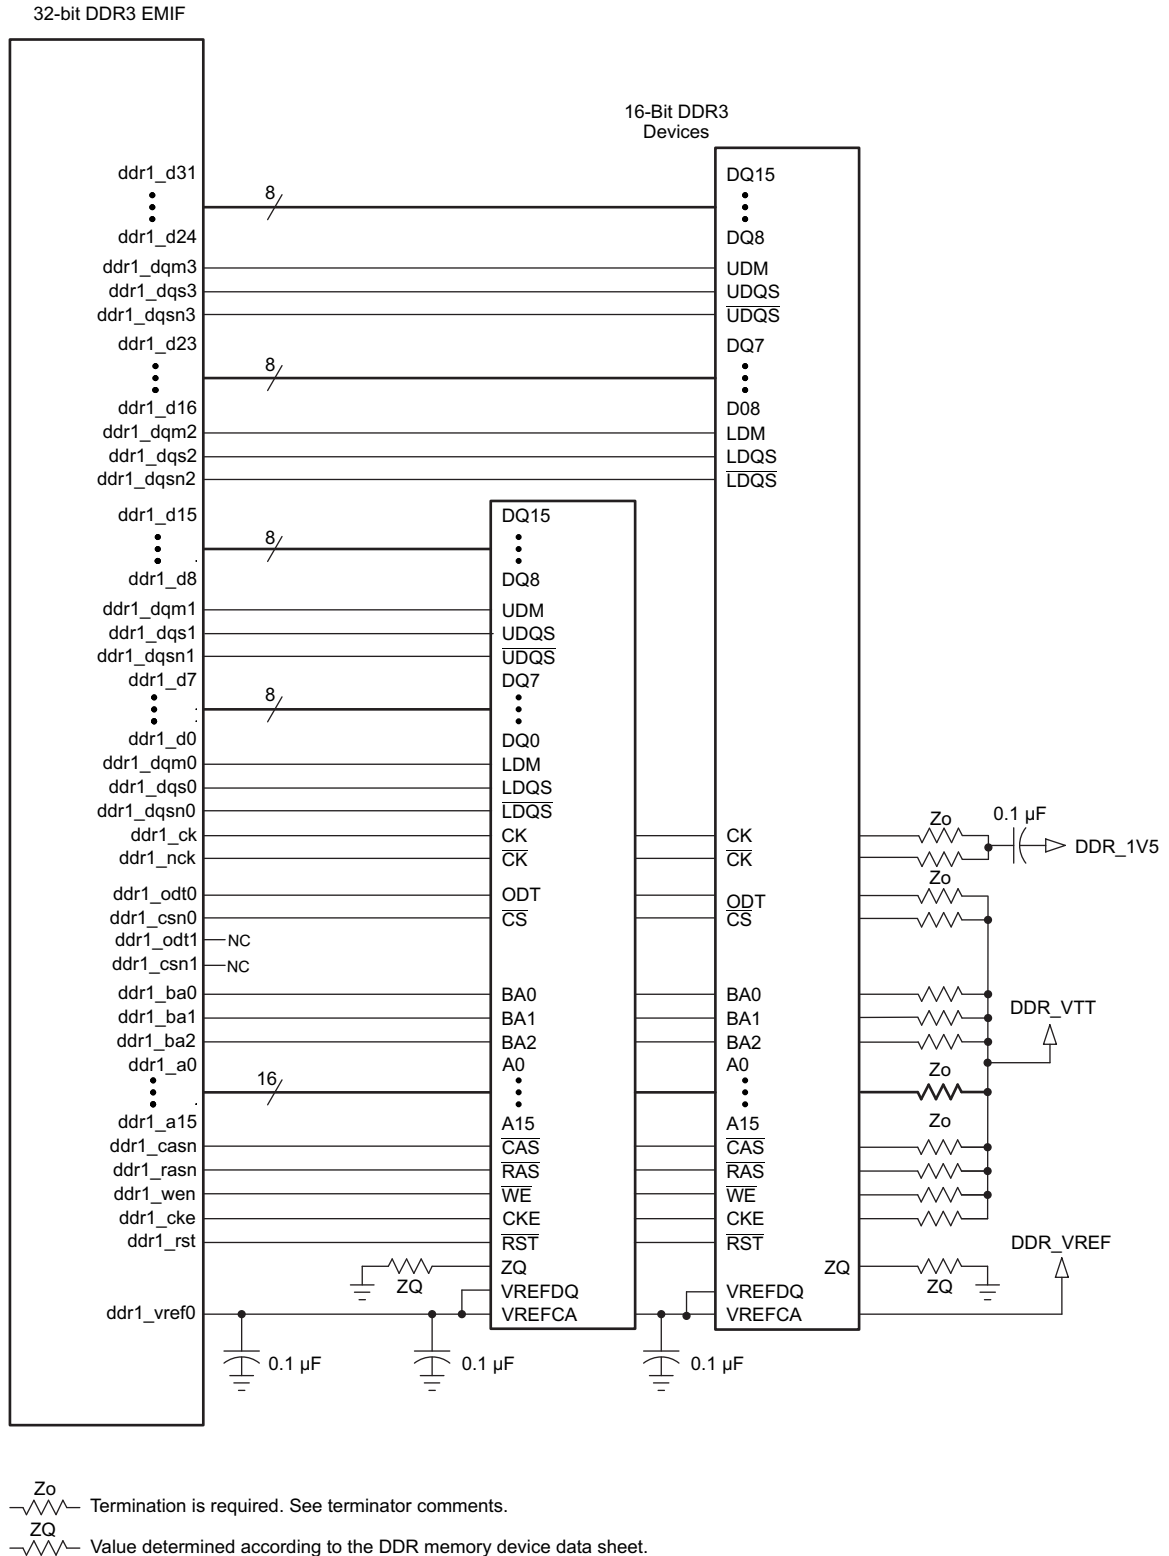 32-bit DDR3 EMIF
16-Bit DDR3
Devices
ddr1_d31
8
DQ15
ddr1_d24
DQ8
ddr1_dqm3
UDM
ddr1_dqs3
UDQS
ddr1_dqsn3
UDQS
ddr1_d23
8
DQ7
ddr1_d16
D08
ddr1_dqm2
LDM
ddr1_dqs2
LDQS
ddr1_dqsn2
LDQS
ddr1_d15
8
DQ15
ddr1_d8
DQ8
ddr1_dqm1
UDM
ddr1_dqs1
UDQS
ddr1_dqsn1
UDQS
ddr1_d7
8
DQ7
ddr1_d0
DQ0
ddr1_dqm0
LDM
ddr1_dqs0
LDQS
ddr1_dqsn0
LDQS
Zo
0.1 µF
ddr1_ck
CK
CK
DDR_1V5
ddr1_nck
CK
CK
Zo
ddr1_odt0
ODT
ODT
ddr1_csn0
CS
CS
ddr1_odt1
NC
ddr1_csn1
NC
ddr1_ba0
BA0
BA0
DDR_VTT
ddr1_ba1
BA1
BA1
ddr1_ba2
BA2
BA2
ddr1_a0
A0
A0
Zo
16
ddr1_a15
A15
A15
Zo
ddr1_casn
CAS
CAS
ddr1_rasn
RAS
RAS
ddr1_wen
WE
WE
ddr1_cke
CKE
CKE
ddr1_rst
RST
RST
DDR_VREF
ZQ
ZQ
ZQ
ZQ
VREFDQ
VREFDQ
ddr1_vref0
VREFCA
VREFCA
0.1 µF
0.1 µF
0.1 µF
Zo
Termination is required. See terminator comments.
ZQ
Value determined according to the DDR memory device data sheet.